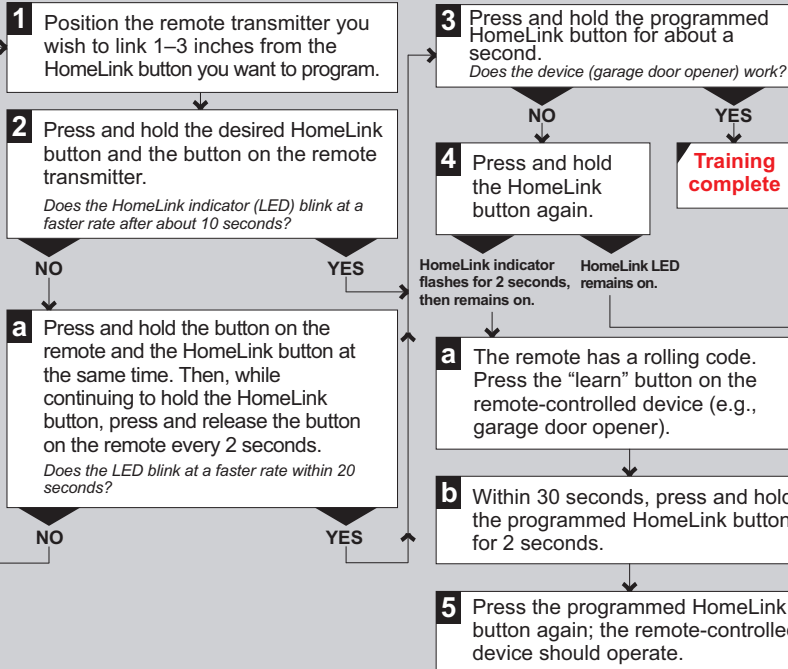 1 Position the remote transmitter you
wish to link 1–3 inches from the
HomeLink button you want to program.
2 Press and hold the desired HomeLink
button and the button on the remote
transmitter.
Does the HomeLink indicator (LED) blink at a
faster rate after about 10 seconds?
NO YES
a Press and hold the button on the
remote and the HomeLink button at
the same time. Then, while
continuing to hold the HomeLink
button, press and release the button
on the remote every 2 seconds.
Does the LED blink at a faster rate within 20
seconds?
NO YES
3 Press and hold the programmed
HomeLink button for about a
second.
Does the device (garage door opener) work?
NO YES
4 Press and hold
the HomeLink
button again.
Training
complete
HomeLink indicator
flashes for 2 seconds,
then remains on.
HomeLink LED
remains on.
a The remote has a rolling code.
Press the “learn” button on the
remote-controlled device (e.g.,
garage door opener).
b Within 30 seconds, press and hold
the programmed HomeLink button
for 2 seconds.
5 Press the programmed HomeLink
button again; the remote-controlled
device should operate.